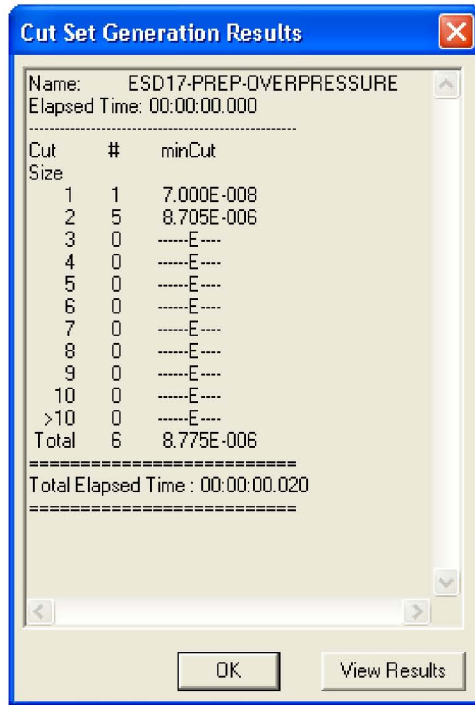 Cut Set Generation Results
Name: ESD17-PREP-OVERPRESSURE
Elapsed Time: 00:00:00.000
--------------------------------------------------
Cut # minCut
Size
1 1 7.000E-008
2 5 8.705E-006
3 0 ------E----
4 0 ------E----
5 0 ------E----
6 0 ------E----
7 0 ------E----
8 0 ------E----
9 0 ------E----
10 0 ------E----
>10 0 ------E----
Total 6 8.775E-006
==========================
Total Elapsed Time : 00:00:00.020
==========================
OK View Results